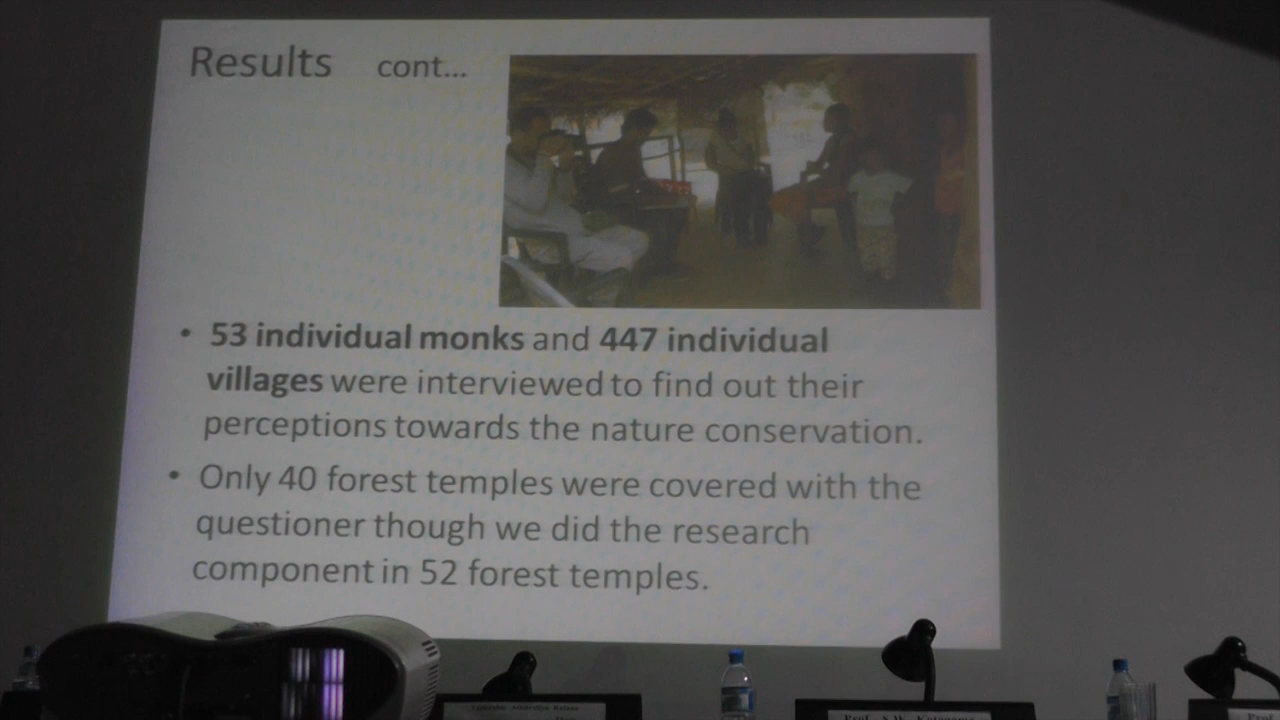 Results cont...
• 53 individual monks and 447 individual
villages were interviewed to find out their
perceptions towards the nature conservation.
• Only 40 forest temples were covered with the
questioner though we did the research
component in 52 forest temples.
Prof.